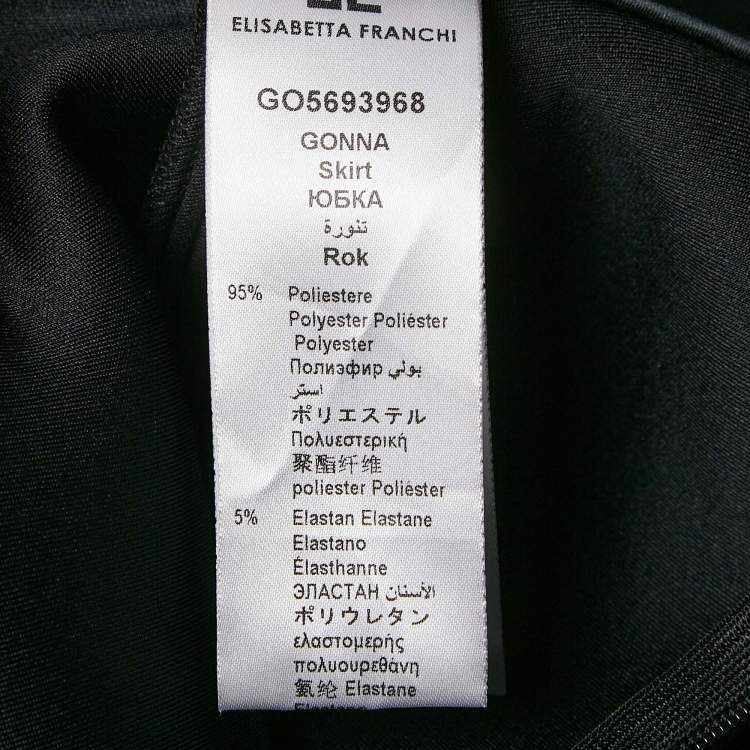 ELISABETTA FRANCHI
GO5693968
GONNA
Skirt
ЮБКА
تنورة
Rok
95% Poliestere
Polyester Poliéster
Polyester
Полиэфир بولي
استر
ポリエステル
Πολυεστερική
聚酯纤维
poliester Poliéster
5% Elastan Elastane
Elastano
Élasthanne
ЭЛАСТАН الأسنان
ポリウレタン
ελαστομερής
πολυουρεθάνη
氨纶 Elastane
Elastane